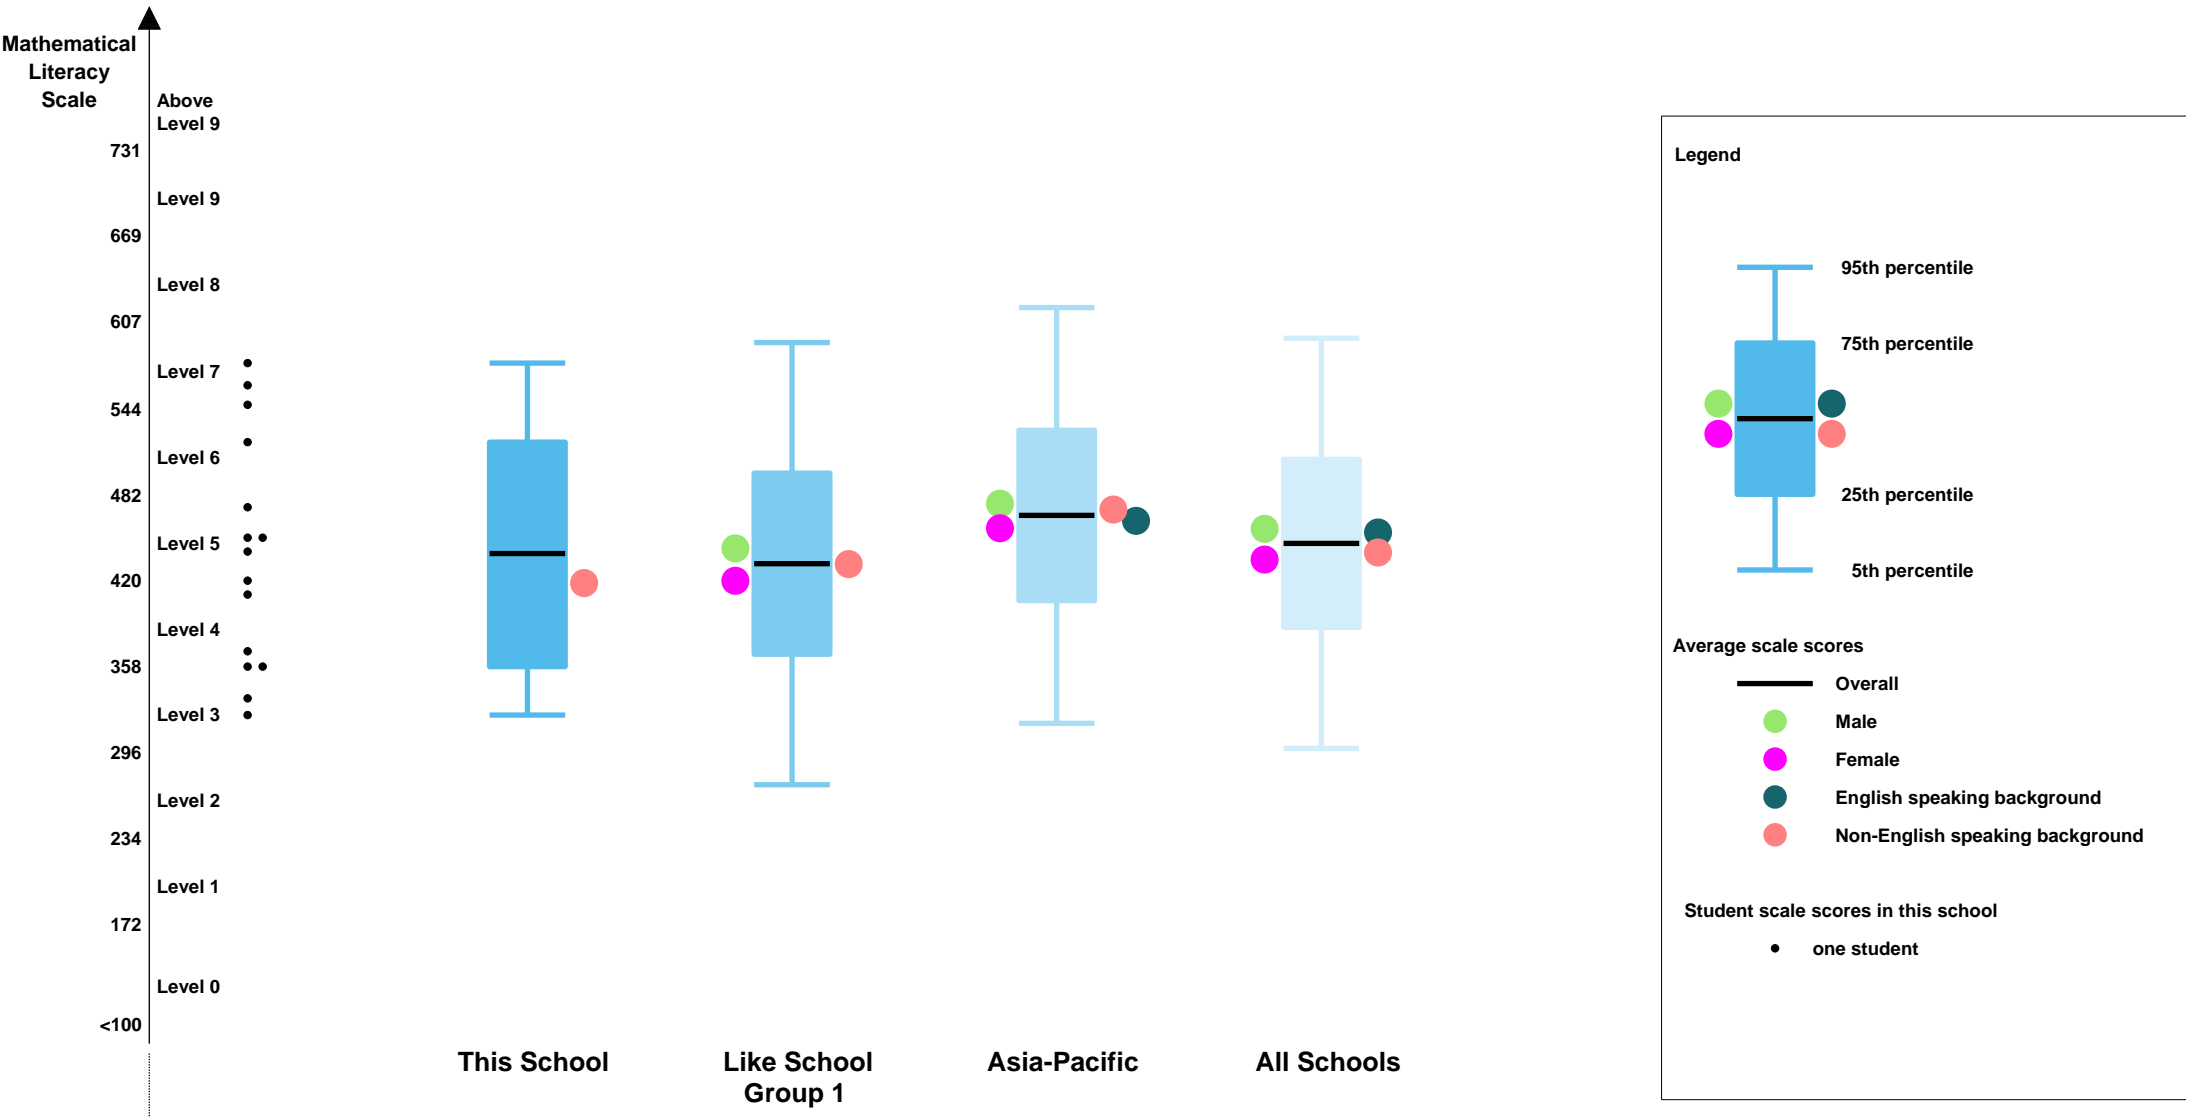 Mathematical
Literacy
Scale
Above
Level 9
731
Level 9
669
Level 8
607
Level 7
544
Level 6
482
Level 5
420
Level 4
358
Level 3
296
Level 2
234
Level 1
172
Level 0
<100
This School
Like School
Group 1
Asia-Pacific
All Schools
Legend
95th percentile
75th percentile
25th percentile
5th percentile
Average scale scores
Overall
Male
Female
English speaking background
Non-English speaking background
Student scale scores in this school
one student